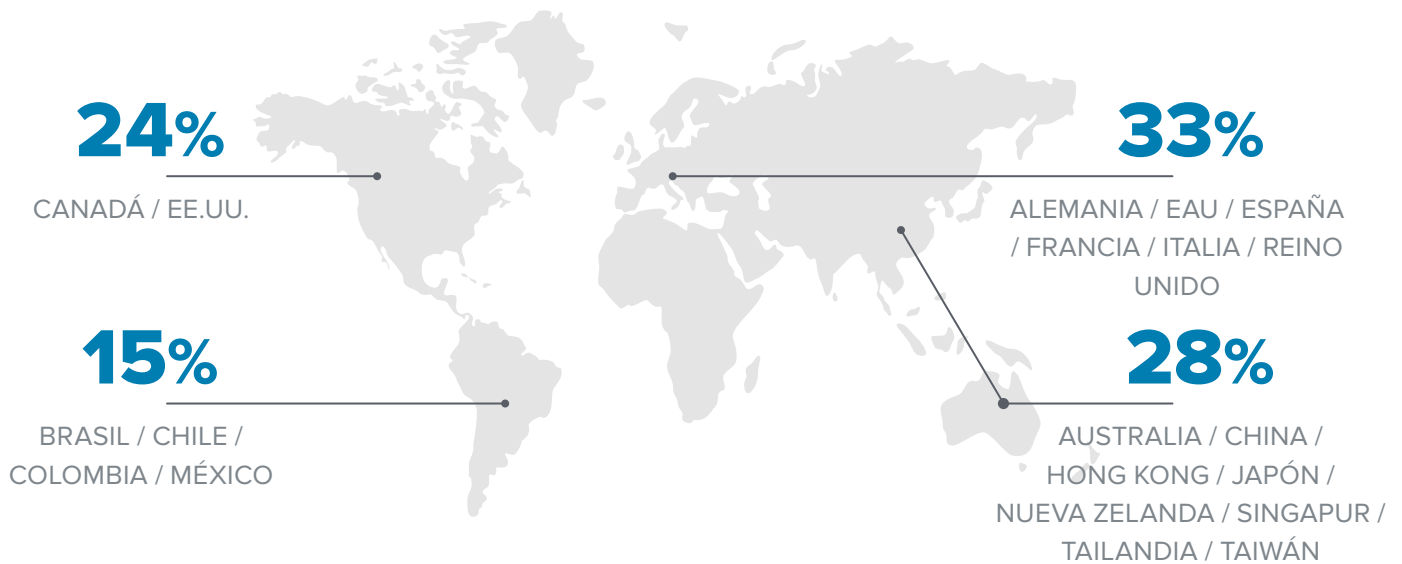 24%
CANADÁ / EE.UU.
33%
ALEMANIA / EAU / ESPAÑA
/ FRANCIA / ITALIA / REINO
UNIDO
15%
BRASIL / CHILE /
COLOMBIA / MÉXICO
28%
AUSTRALIA / CHINA /
HONG KONG / JAPÓN /
NUEVA ZELANDA / SINGAPUR /
TAILANDIA / TAIWÁN